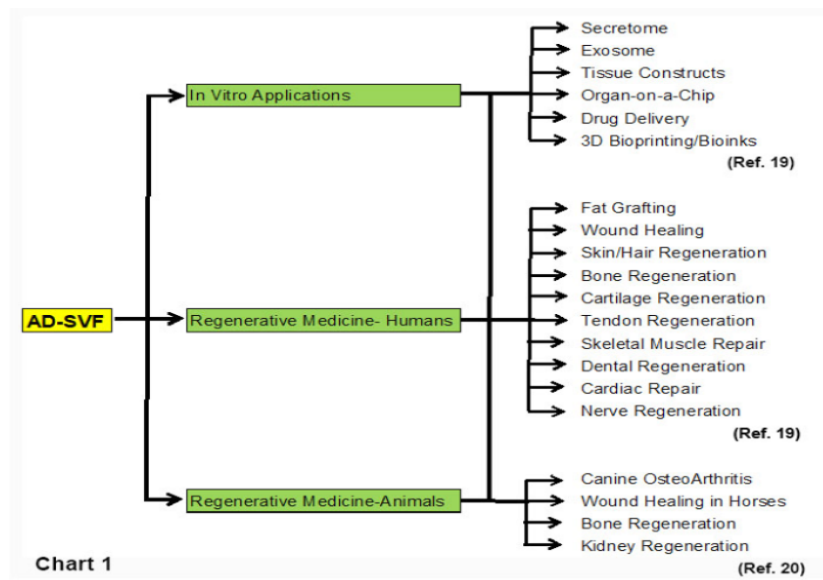 Secretome
Exosome
Tissue Constructs
In Vitro Applications
Organ-on-a-Chip
Drug Delivery
3D Bioprinting/Bioinks
(Ref. 19)
Fat Grafting
Wound Healing
Skin/Hair Regeneration
Bone Regeneration
Cartilage Regeneration
AD-SVF
Regenerative Medicine- Humans
Tendon Regeneration
Skeletal Muscle Repair
Dental Regeneration
Cardiac Repair
Nerve Regeneration
(Ref. 19)
Canine OsteoArthritis
Regenerative Medicine-Animals
Wound Healing in Horses
Bone Regeneration
Kidney Regeneration
Chart 1
(Ref. 20)